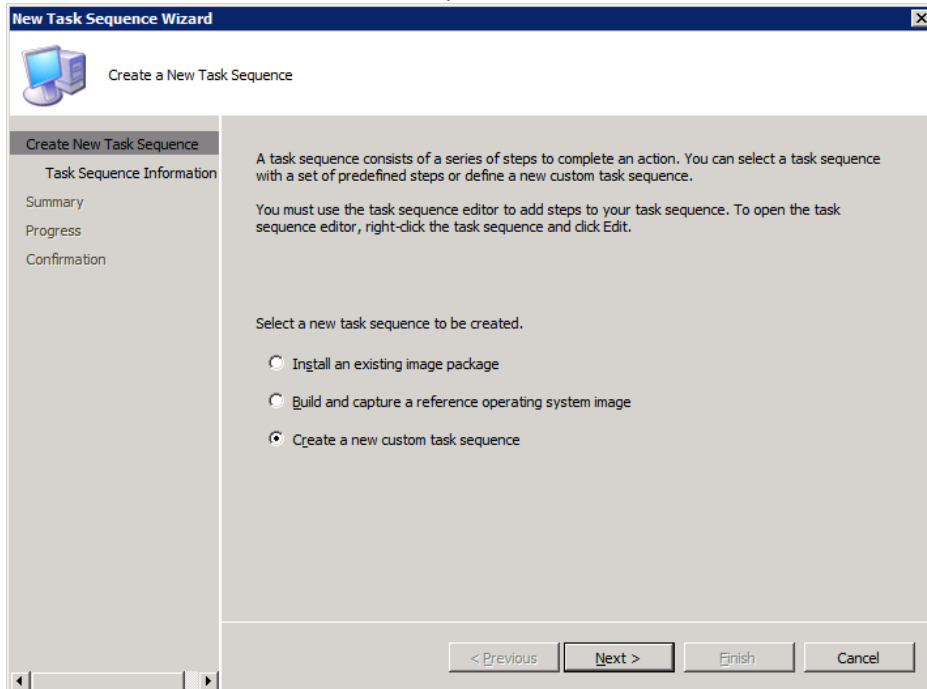 New Task Sequence Wizard
Create a New Task Sequence
Create New Task Sequence
Task Sequence Information
Summary
Progress
Confirmation
A task sequence consists of a series of steps to complete an action. You can select a task sequence
with a set of predefined steps or define a new custom task sequence.
You must use the task sequence editor to add steps to your task sequence. To open the task
sequence editor, right-click the task sequence and click Edit.
Select a new task sequence to be created.
Install an existing image package
Build and capture a reference operating system image
Create a new custom task sequence
< Previous
Next >
Finish
Cancel